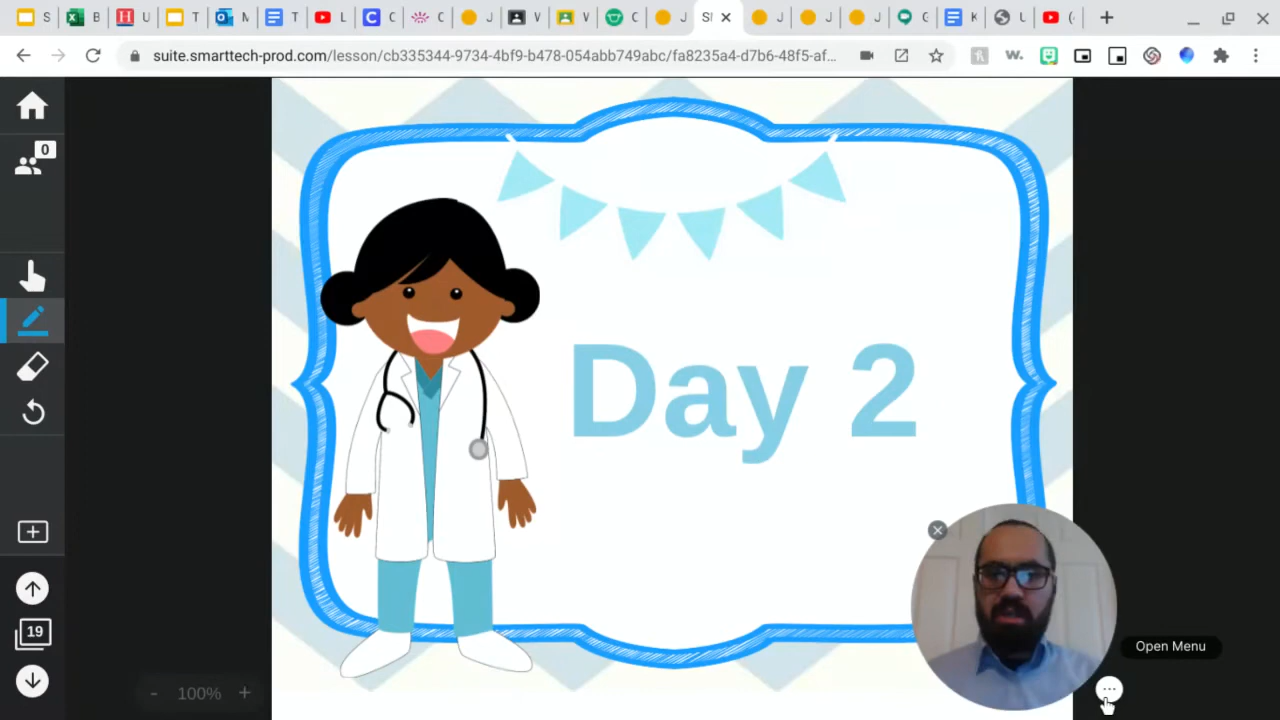 S
B
U
T
M
T
L
C
C
J
W
W
C
J
S
J
J
J
G
K
U
(
suite.smarttech-prod.com/lesson/cb335344-9734-4bf9-b478-054abb749abc/fa8235a4-d7b6-48f5-af...
w.
0
Day 2
Open Menu
19
- 100% +